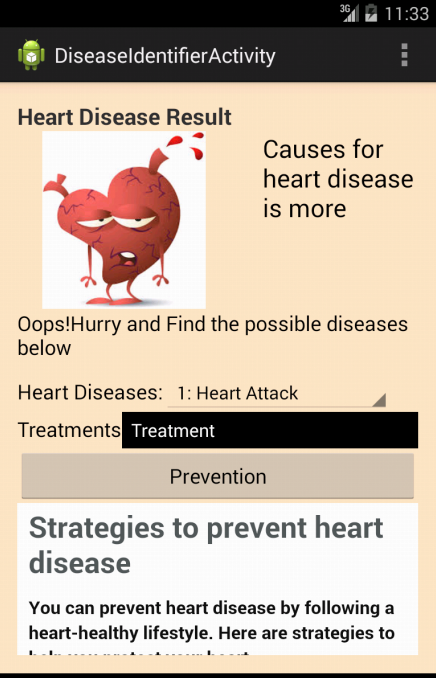 3G 11:33
DiseaseIdentifierActivity
Heart Disease Result
Causes for
heart disease
is more
Oops!Hurry and Find the possible diseases
below
Heart Diseases: 1: Heart Attack
Treatments Treatment
Prevention
Strategies to prevent heart
disease
You can prevent heart disease by following a
heart-healthy lifestyle. Here are strategies to
help you protect your heart